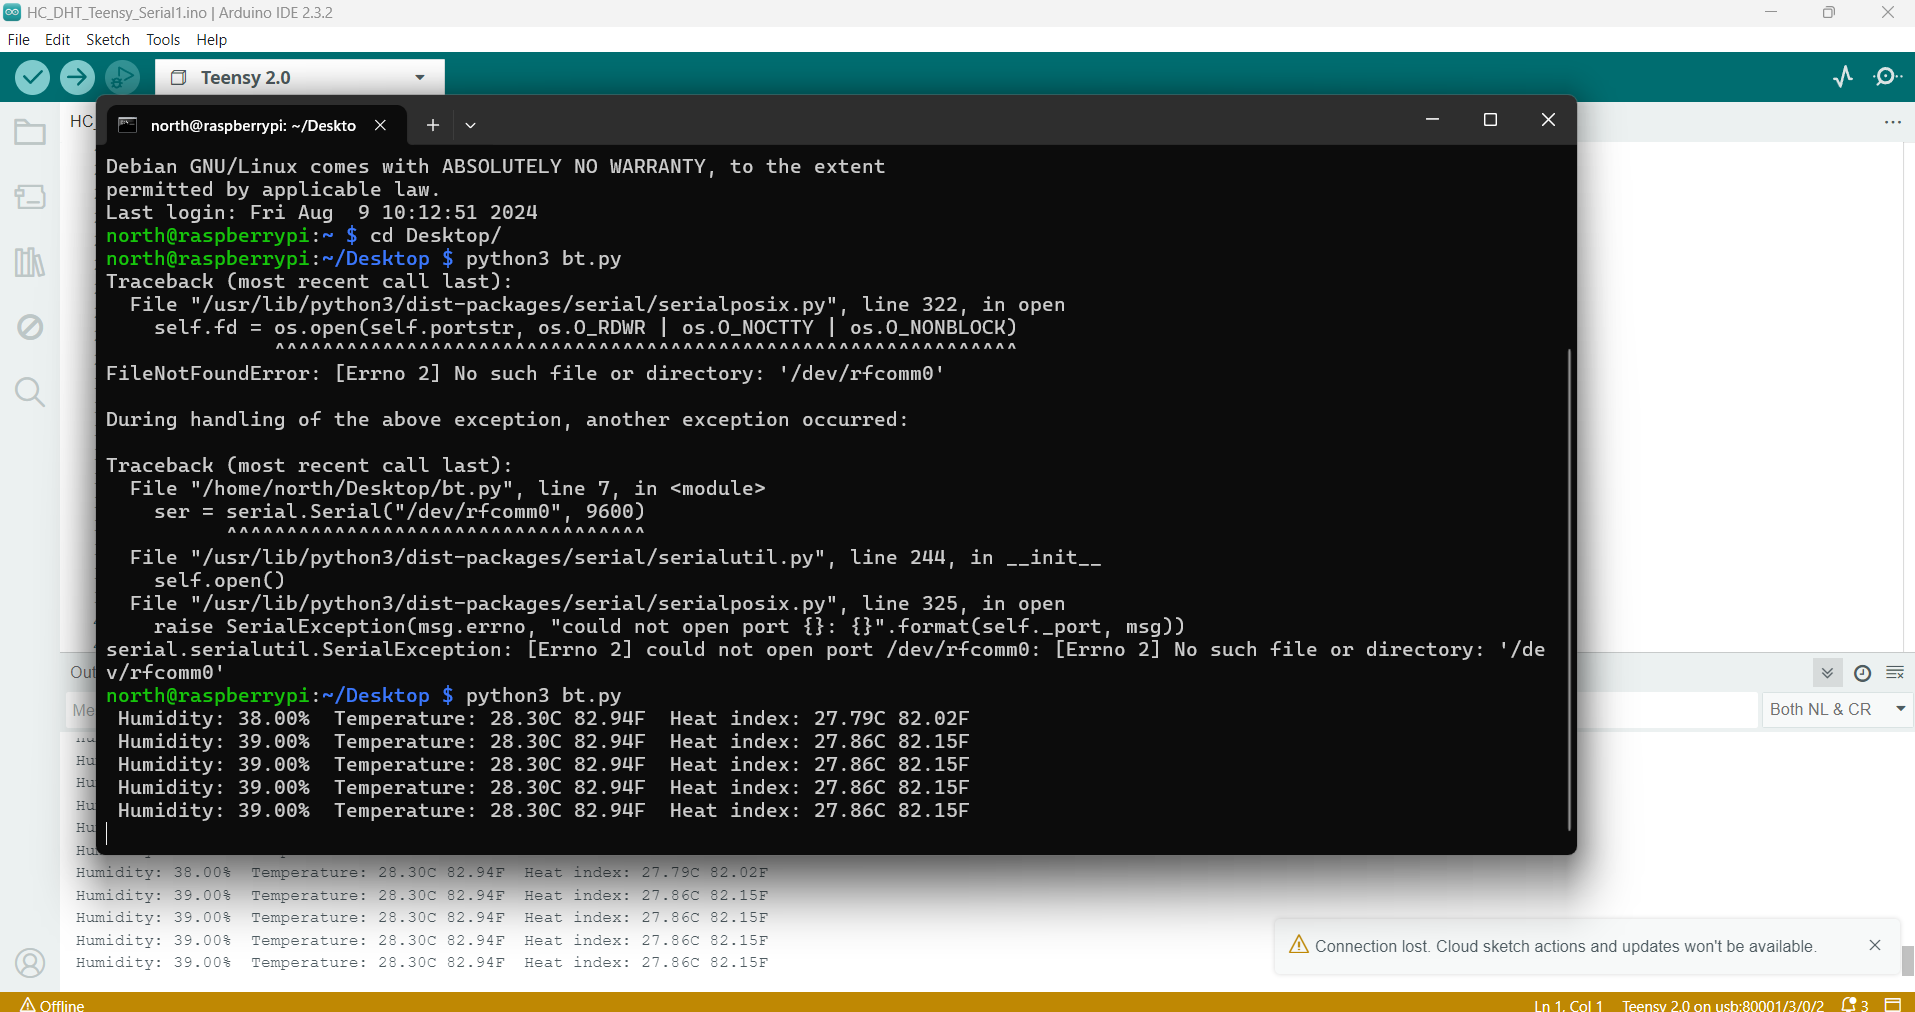 HC_DHT_Teensy_Serial1.ino | Arduino IDE 2.3.2
File Edit Sketch Tools Help
Teensy 2.0
HC_
north@raspberrypi: ~/Deskto
Debian GNU/Linux comes with ABSOLUTELY NO WARRANTY, to the extent
permitted by applicable law.
Last login: Fri Aug  9 10:12:51 2024
north@raspberrypi:~ $ cd Desktop/
north@raspberrypi:~/Desktop $ python3 bt.py
Traceback (most recent call last):
  File "/usr/lib/python3/dist-packages/serial/serialposix.py", line 322, in open
    self.fd = os.open(self.portstr, os.O_RDWR | os.O_NOCTTY | os.O_NONBLOCK)
              ^^^^^^^^^^^^^^^^^^^^^^^^^^^^^^^^^^^^^^^^^^^^^^^^^^^^^^^^^^^^^^
FileNotFoundError: [Errno 2] No such file or directory: '/dev/rfcomm0'
During handling of the above exception, another exception occurred:
Traceback (most recent call last):
  File "/home/north/Desktop/bt.py", line 7, in <module>
    ser = serial.Serial("/dev/rfcomm0", 9600)
          ^^^^^^^^^^^^^^^^^^^^^^^^^^^^^^^^^^^
  File "/usr/lib/python3/dist-packages/serial/serialutil.py", line 244, in __init__
    self.open()
  File "/usr/lib/python3/dist-packages/serial/serialposix.py", line 325, in open
    raise SerialException(msg.errno, "could not open port {}: {}".format(self._port, msg))
serial.serialutil.SerialException: [Errno 2] could not open port /dev/rfcomm0: [Errno 2] No such file or directory: '/de
v/rfcomm0'
north@raspberrypi:~/Desktop $ python3 bt.py
 Humidity: 38.00%  Temperature: 28.30C 82.94F  Heat index: 27.79C 82.02F
 Humidity: 39.00%  Temperature: 28.30C 82.94F  Heat index: 27.86C 82.15F
 Humidity: 39.00%  Temperature: 28.30C 82.94F  Heat index: 27.86C 82.15F
 Humidity: 39.00%  Temperature: 28.30C 82.94F  Heat index: 27.86C 82.15F
 Humidity: 39.00%  Temperature: 28.30C 82.94F  Heat index: 27.86C 82.15F
Out
Me
Both NL & CR
Hu
Hu
Hu
Hu
Hu
Humidity: 38.00%  Temperature: 28.30C 82.94F  Heat index: 27.79C 82.02F
Humidity: 39.00%  Temperature: 28.30C 82.94F  Heat index: 27.86C 82.15F
Humidity: 39.00%  Temperature: 28.30C 82.94F  Heat index: 27.86C 82.15F
Humidity: 39.00%  Temperature: 28.30C 82.94F  Heat index: 27.86C 82.15F
Humidity: 39.00%  Temperature: 28.30C 82.94F  Heat index: 27.86C 82.15F
Connection lost. Cloud sketch actions and updates won't be available.
Offline
Ln 1, Col 1 Teensy 2.0 on usb:80001/3/0/2 3